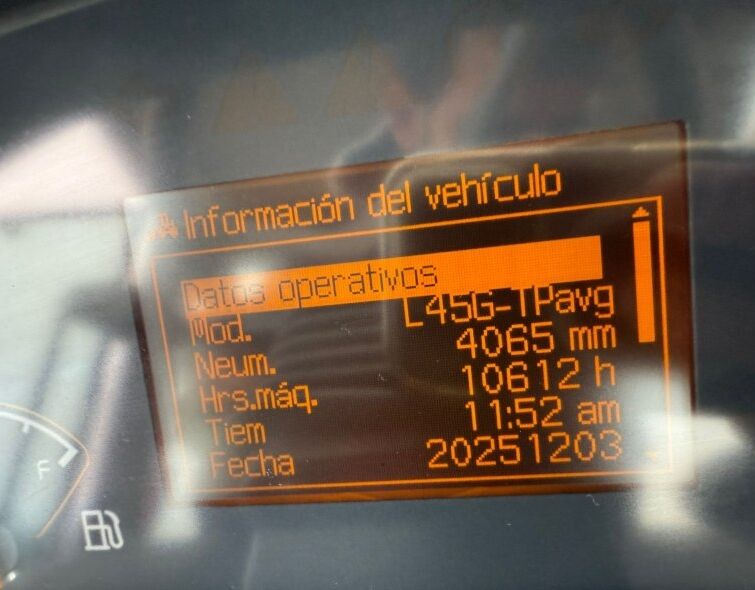 Información del vehículo
Datos operativos
Mod. L45G-TPavg
Neum. 4065 mm
Hrs.máq. 10612 h
Tiem 11:52 am
Fecha 20251203
F